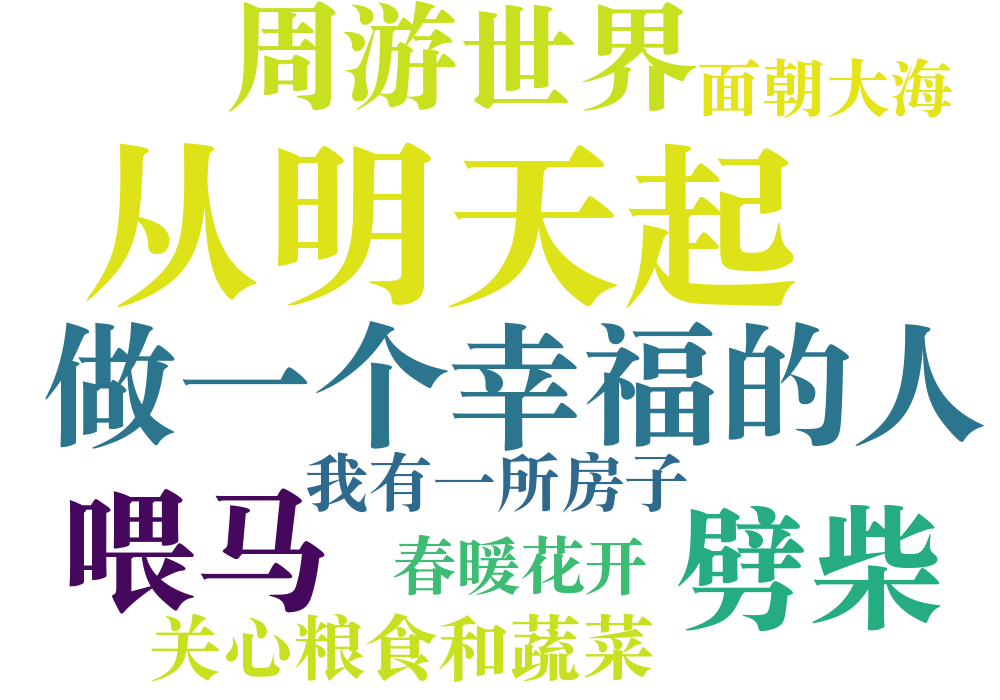 周游世界
面朝大海
从明天起
做一个幸福的人
我有一所房子
喂马
劈柴
春暖花开
关心粮食和蔬菜